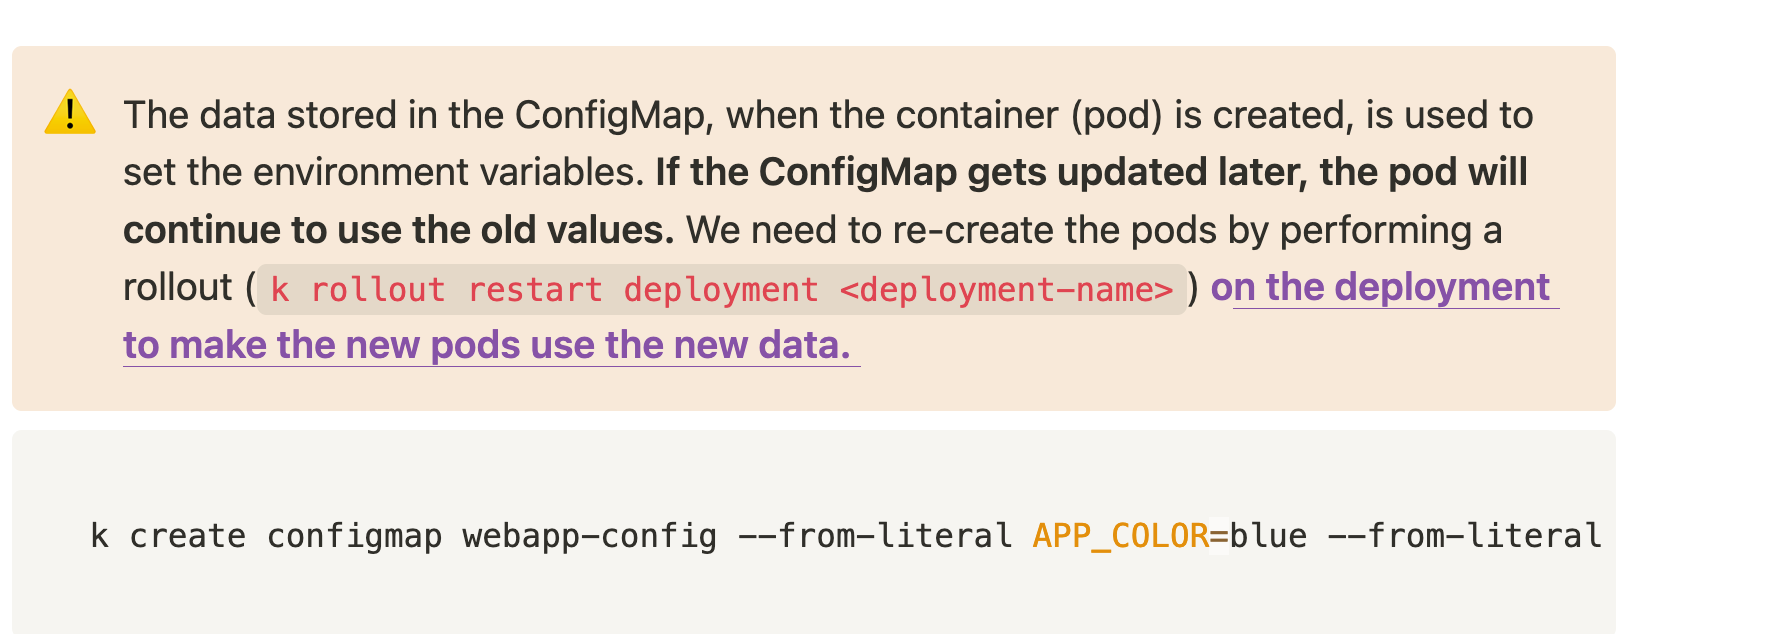 The data stored in the ConfigMap, when the container (pod) is created, is used to
set the environment variables. If the ConfigMap gets updated later, the pod will
continue to use the old values. We need to re-create the pods by performing a
rollout ( k rollout restart deployment <deployment-name> ) on the deployment
to make the new pods use the new data.
k create configmap webapp-config --from-literal APP_COLOR=blue --from-literal